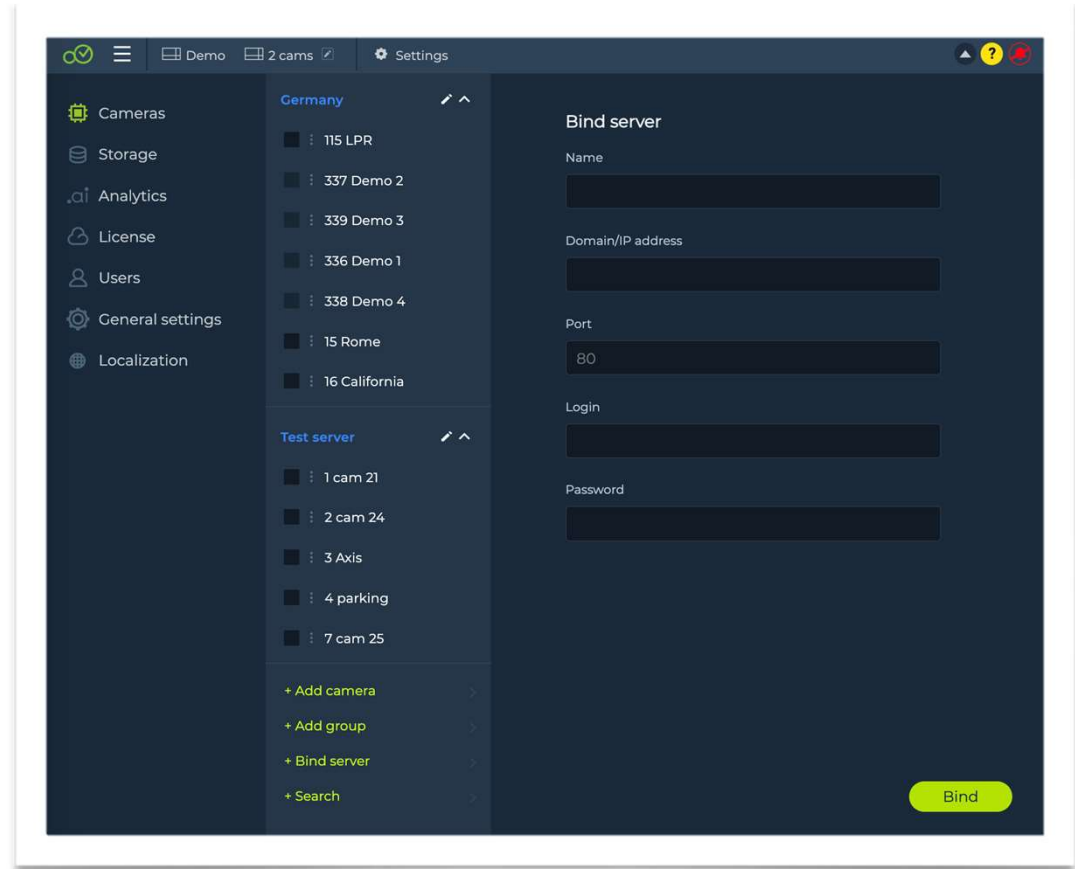 Demo 2 cams Settings ?
Cameras
Storage
.ai Analytics
License
Users
General settings
Localization
Germany
115 LPR
337 Demo 2
339 Demo 3
336 Demo 1
338 Demo 4
15 Rome
16 California
Test server
1 cam 21
2 cam 24
3 Axis
4 parking
7 cam 25
+ Add camera
+ Add group
+ Bind server
+ Search
Bind server
Name
Domain/IP address
Port
80
Login
Password
Bind